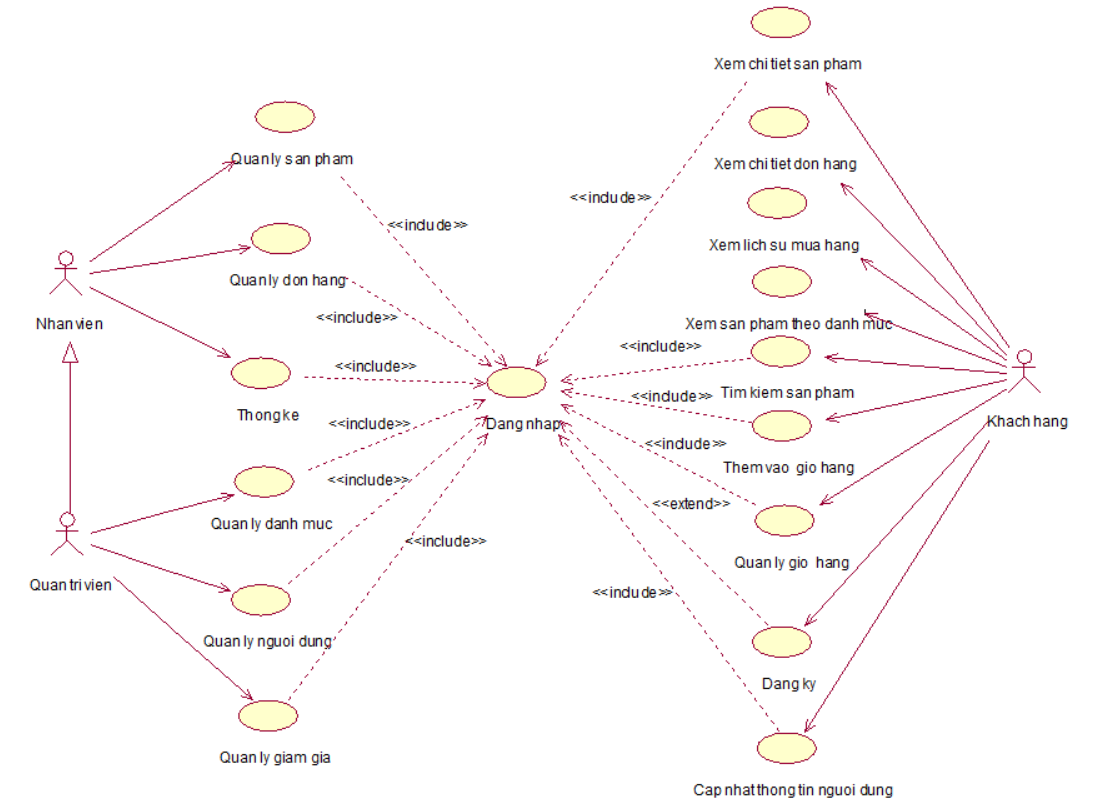 Xem chi tiet san pham
Quan ly san pham
Xem chi tiet don hang
<<include>>
<<include>>
Xem lich su mua hang
Quan ly don hang
Nhan vien
<<include>>
Xem san pham theo danh muc
<<include>>
<<include>>
Tim kiem san pham
<<include>>
Thong ke
Dang nhap
Khach hang
<<include>>
<<include>>
Them vao gio hang
<<include>>
<<extend>>
Quan ly danh muc
<<include>>
Quan ly gio hang
Quan tri vien
<<include>>
Quan ly nguoi dung
Dang ky
Quan ly giam gia
Cap nhat thong tin nguoi dung